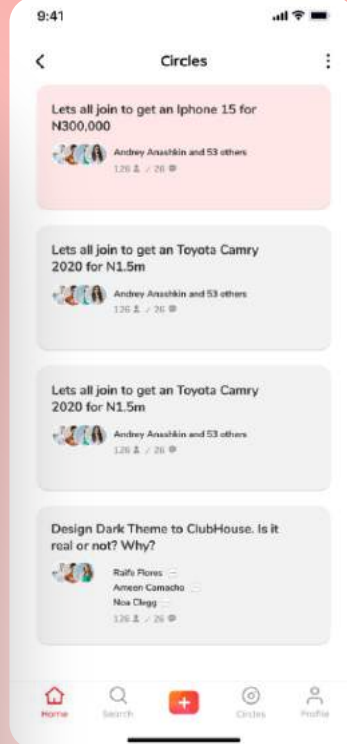 9:41
Circles
Lets all join to get an Iphone 15 for
N300,000
Andrey Anashkin and 53 others
126 / 26
Lets all join to get an Toyota Camry
2020 for N1.5m
Andrey Anashkin and 53 others
126 / 26
Lets all join to get an Toyota Camry
2020 for N1.5m
Andrey Anashkin and 53 others
126 / 26
Design Dark Theme to ClubHouse. Is it
real or not? Why?
Ralfe Flores
Ameen Camacho
Noa Clegg
126 / 26
Home Search Circles Profile